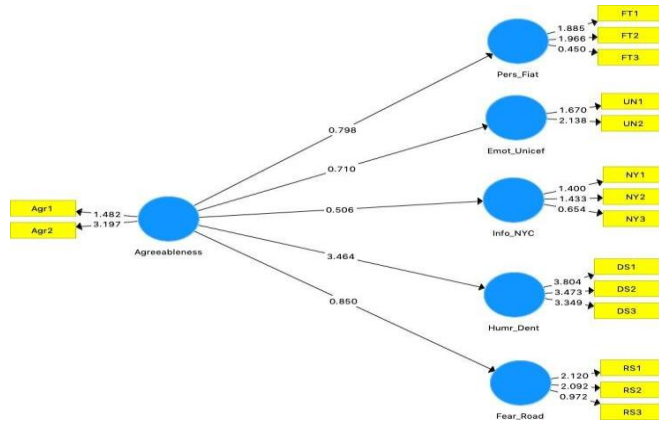 FT1
1.885
1.966
FT2
0.450
FT3
Pers_Fiat
0.798
UN1
1.670
2.138
UN2
Emot_Unicef
0.710
NY1
1.400
1.433
NY2
0.654
NY3
Info_NYC
0.506
Agr1
1.482
3.197
Agr2
Agreeableness
3.464
DS1
3.804
3.473
DS2
3.349
DS3
Humr_Dent
0.850
RS1
2.120
2.092
RS2
0.972
RS3
Fear_Road